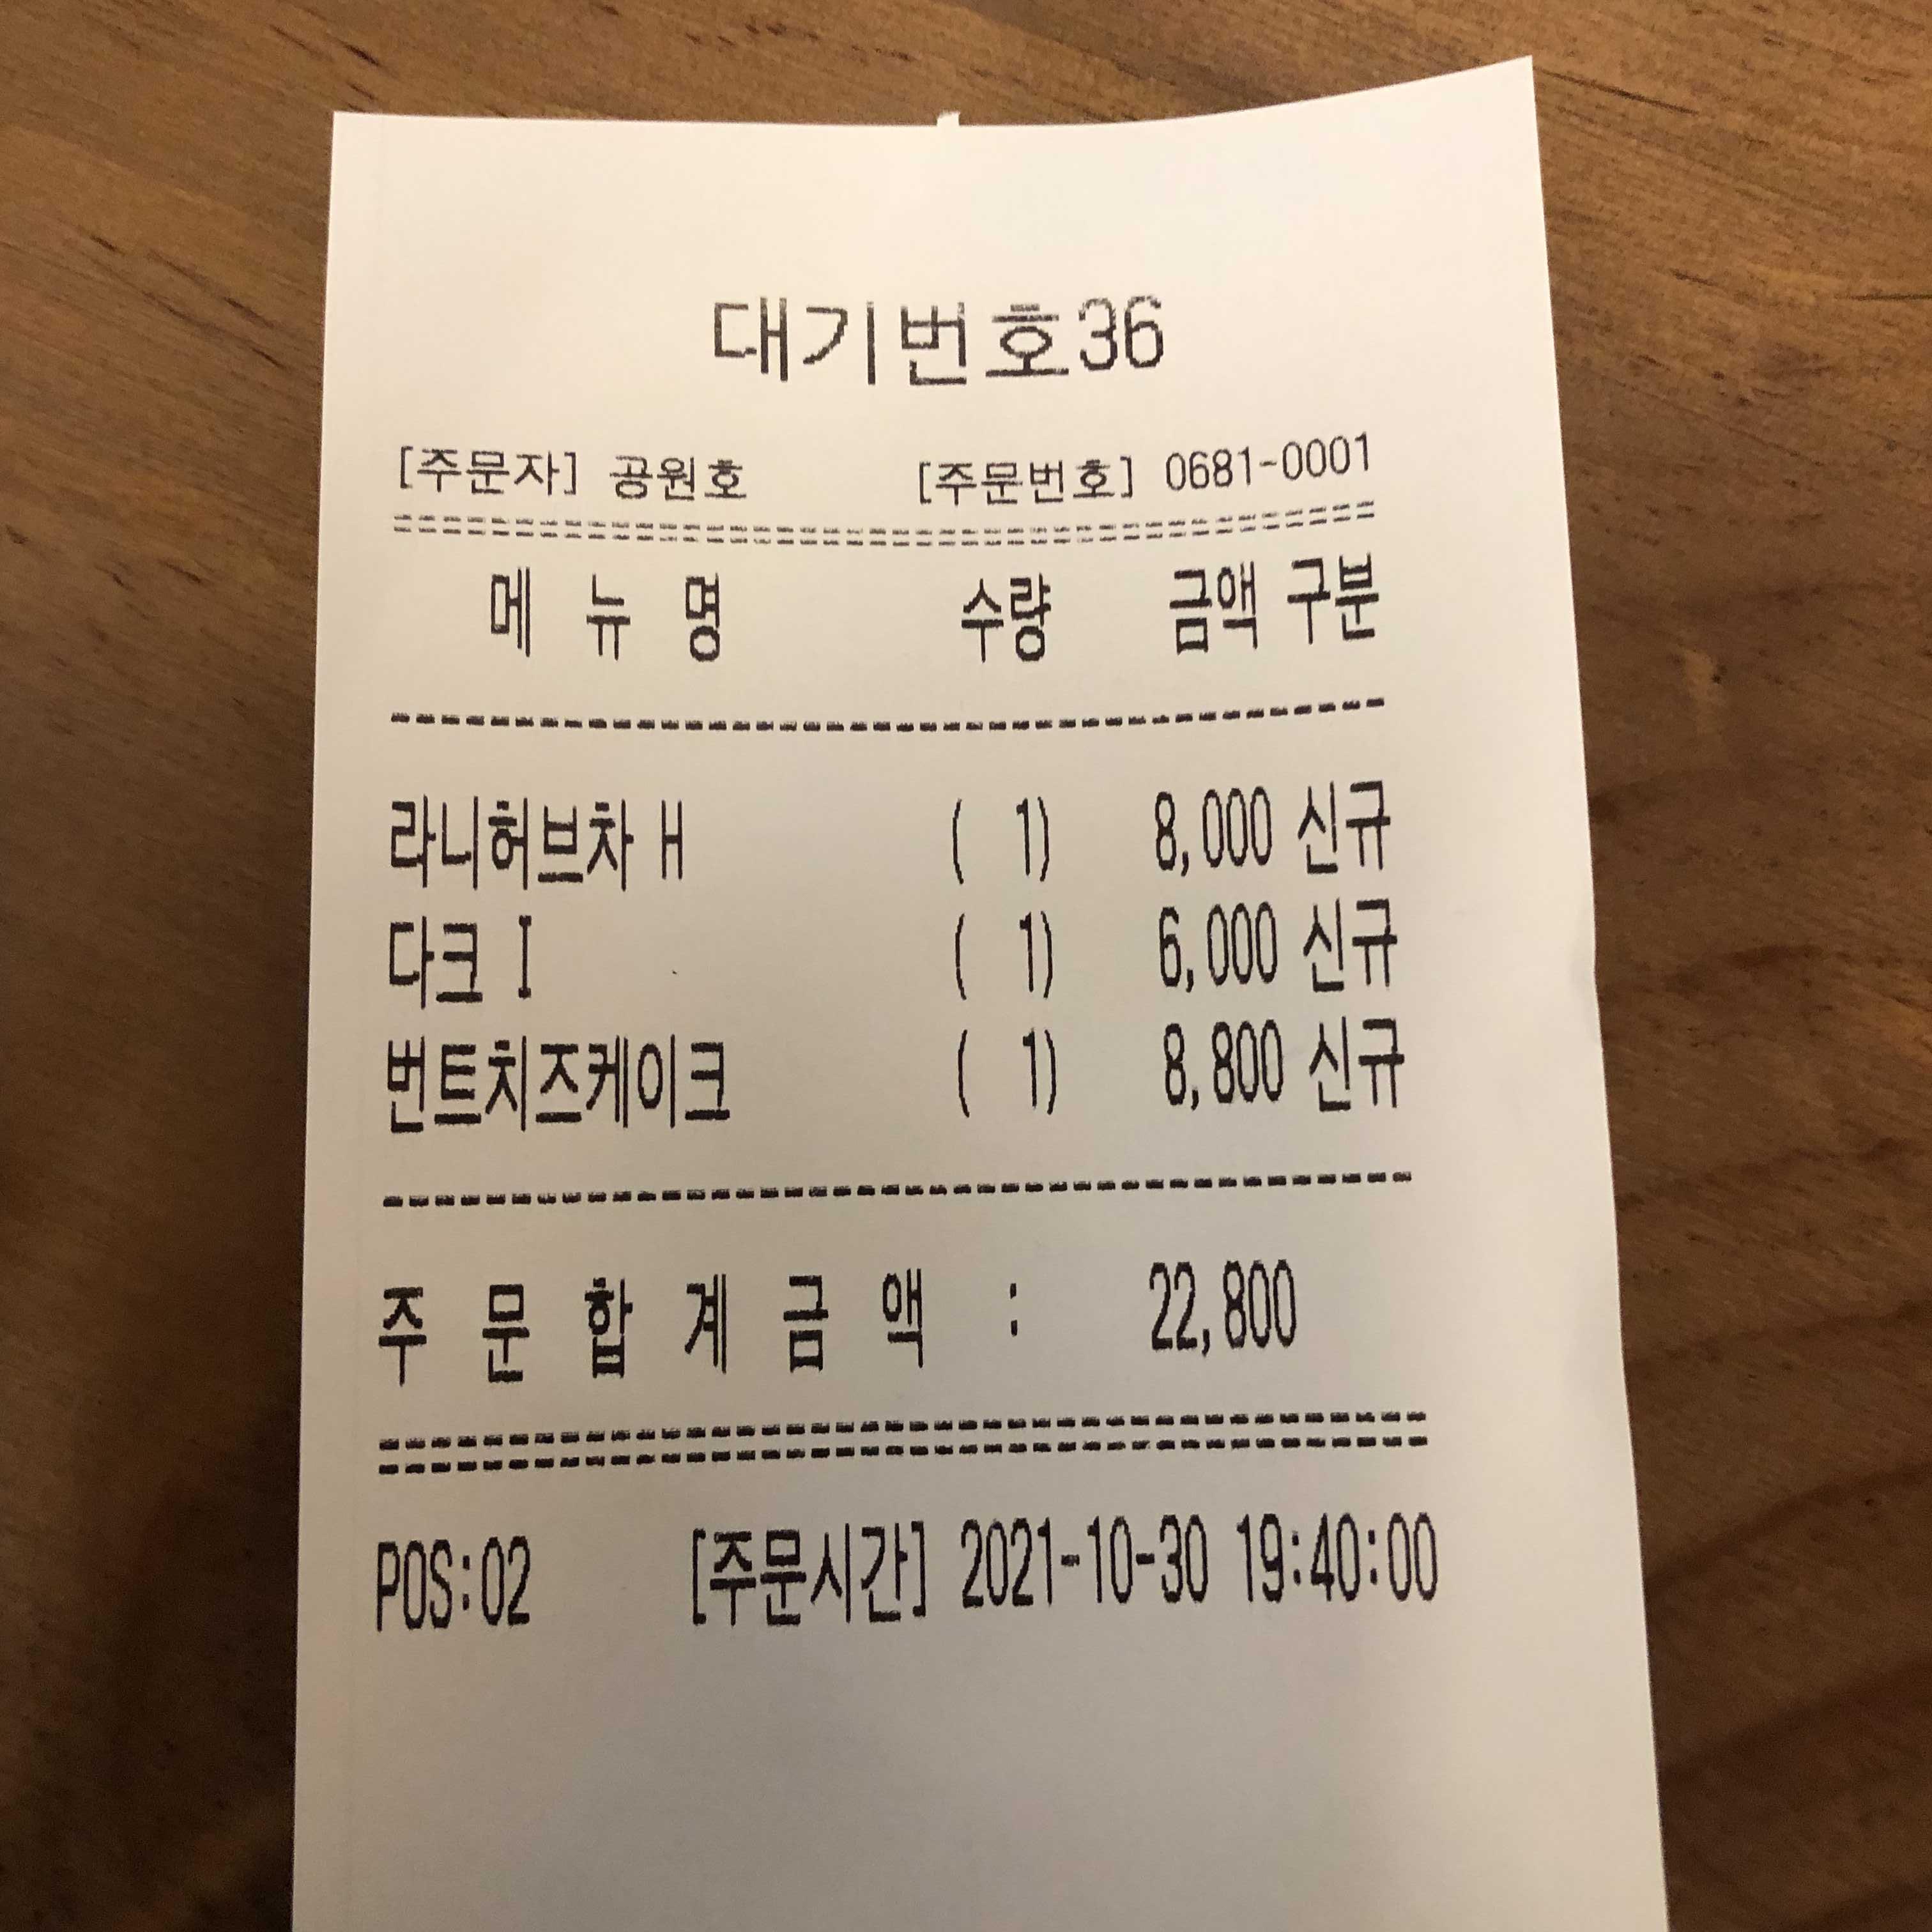 대기번호36
[주문자] 공원호 [주문번호] 0681-0001
메 뉴 명 수량 금액 구분
라니허브차 H ( 1) 8,000 신규
다크 I ( 1) 6,000 신규
번트치즈케이크 ( 1) 8,800 신규
주 문 합 계 금 액 : 22,800
POS:02 [주문시간] 2021-10-30 19:40:00